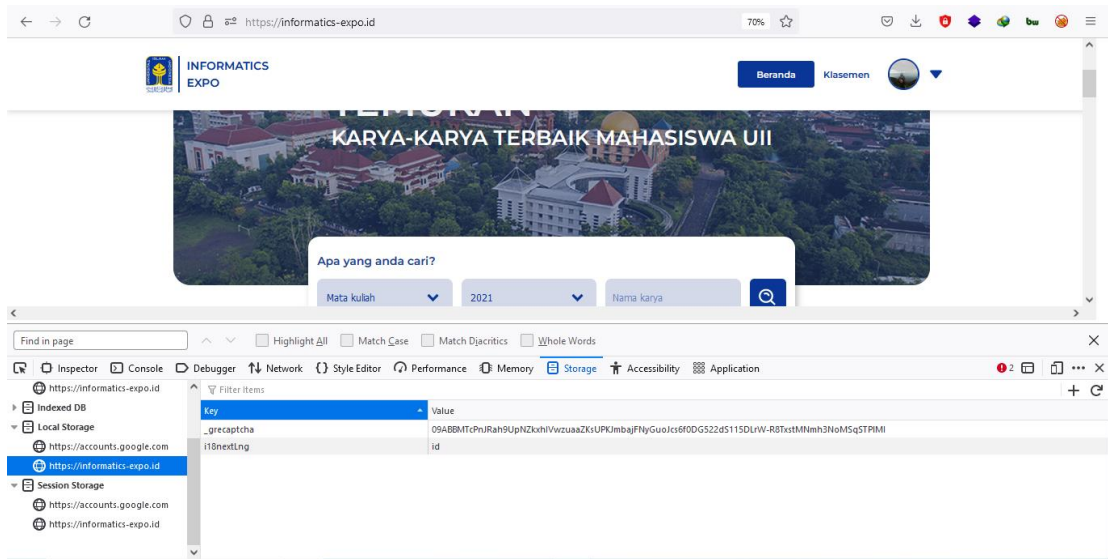 https://informatics-expo.id
70%
bw
INFORMATICS
EXPO
Beranda
Klasemen
TEMUKAN
KARYA-KARYA TERBAIK MAHASISWA UII
Apa yang anda cari?
Mata kuliah
2021
Nama karya
Find in page
Highlight All
Match Case
Match Diacritics
Whole Words
Inspector
Console
Debugger
Network
Style Editor
Performance
Memory
Storage
Accessibility
Application
2
https://informatics-expo.id
Indexed DB
Local Storage
https://accounts.google.com
https://informatics-expo.id
Session Storage
https://accounts.google.com
https://informatics-expo.id
Filter Items
Key
Value
_grecaptcha
i18nextLng
id